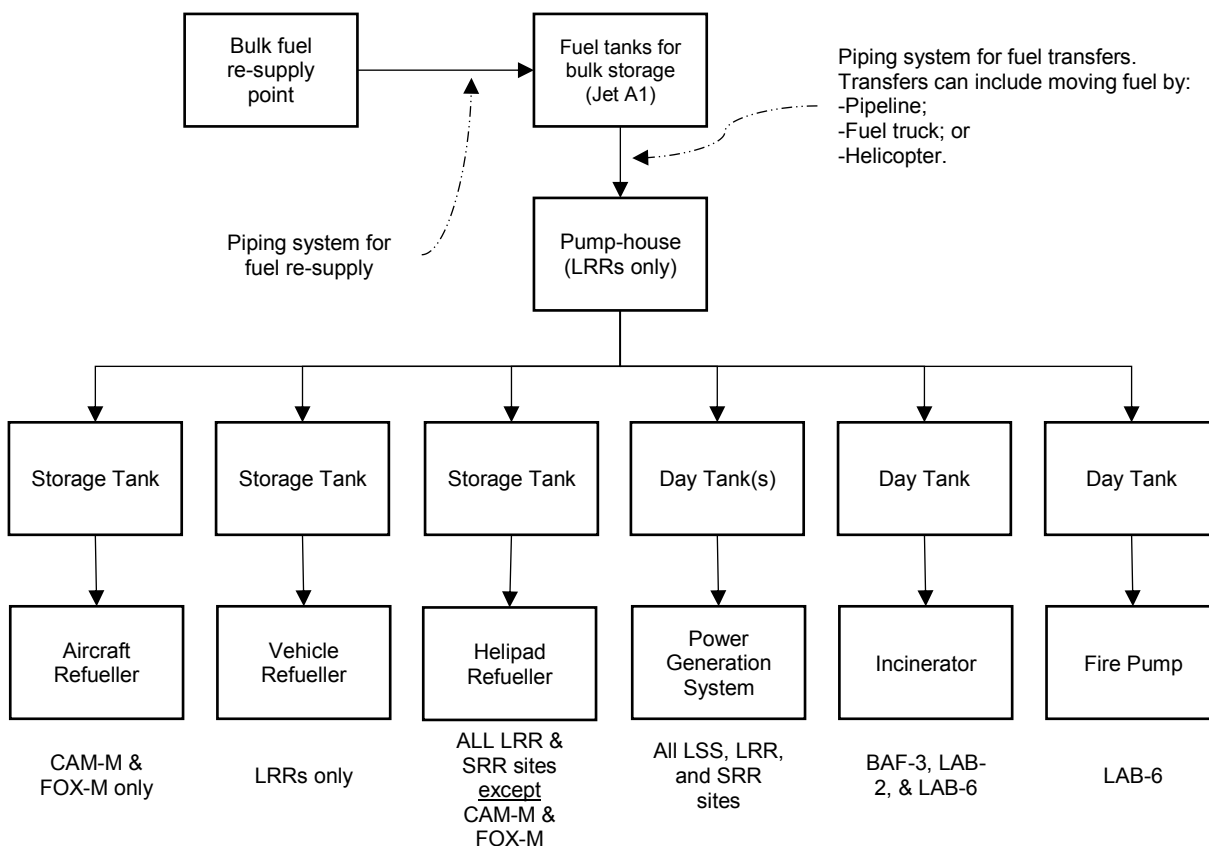 Bulk fuel
re-supply
point
Fuel tanks for
bulk storage
(Jet A1)
Piping system for fuel transfers.
Transfers can include moving fuel by:
-Pipeline;
-Fuel truck; or
-Helicopter.
Piping system for
fuel re-supply
Pump-house
(LRRs only)
Storage Tank
Storage Tank
Storage Tank
Day Tank(s)
Day Tank
Day Tank
Aircraft
Refueller
Vehicle
Refueller
Helipad
Refueller
Power
Generation
System
Incinerator
Fire Pump
CAM-M &
FOX-M only
LRRs only
ALL LRR &
SRR sites
except
CAM-M &
FOX-M
All LSS, LRR,
and SRR
sites
BAF-3, LAB-
2, & LAB-6
LAB-6